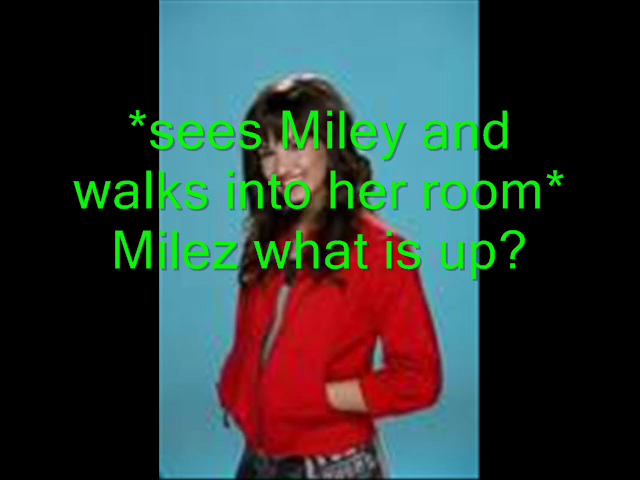 *sees Miley and
walks into her room*
Milez what is up?